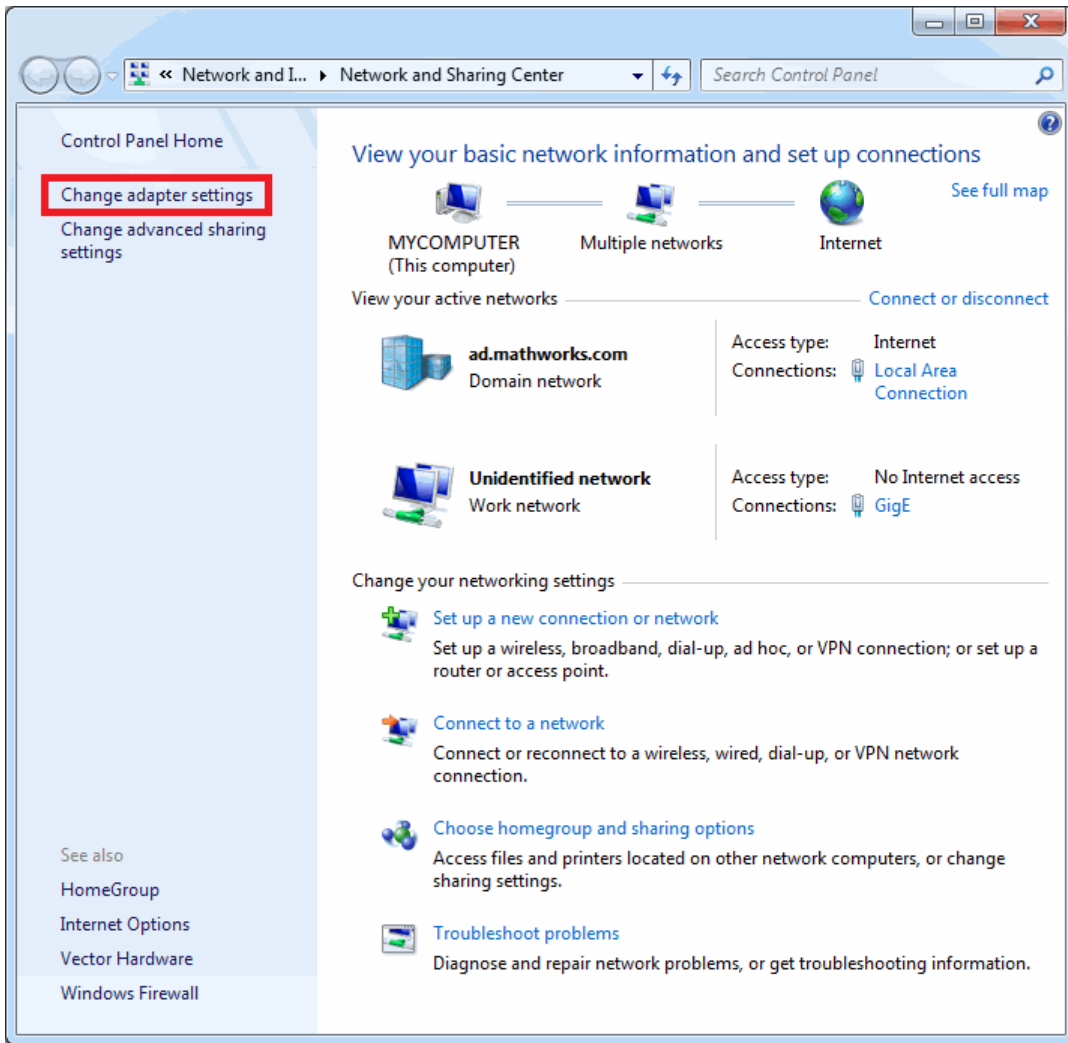 « Network and I... ▸ Network and Sharing Center
Search Control Panel
Control Panel Home
Change adapter settings
Change advanced sharing
settings
View your basic network information and set up connections
See full map
MYCOMPUTER
(This computer)
Multiple networks
Internet
View your active networks
Connect or disconnect
ad.mathworks.com
Domain network
Access type: Internet
Connections: Local Area
Connection
Unidentified network
Work network
Access type: No Internet access
Connections: GigE
Change your networking settings
Set up a new connection or network
Set up a wireless, broadband, dial-up, ad hoc, or VPN connection; or set up a
router or access point.
Connect to a network
Connect or reconnect to a wireless, wired, dial-up, or VPN network
connection.
Choose homegroup and sharing options
Access files and printers located on other network computers, or change
sharing settings.
Troubleshoot problems
Diagnose and repair network problems, or get troubleshooting information.
See also
HomeGroup
Internet Options
Vector Hardware
Windows Firewall